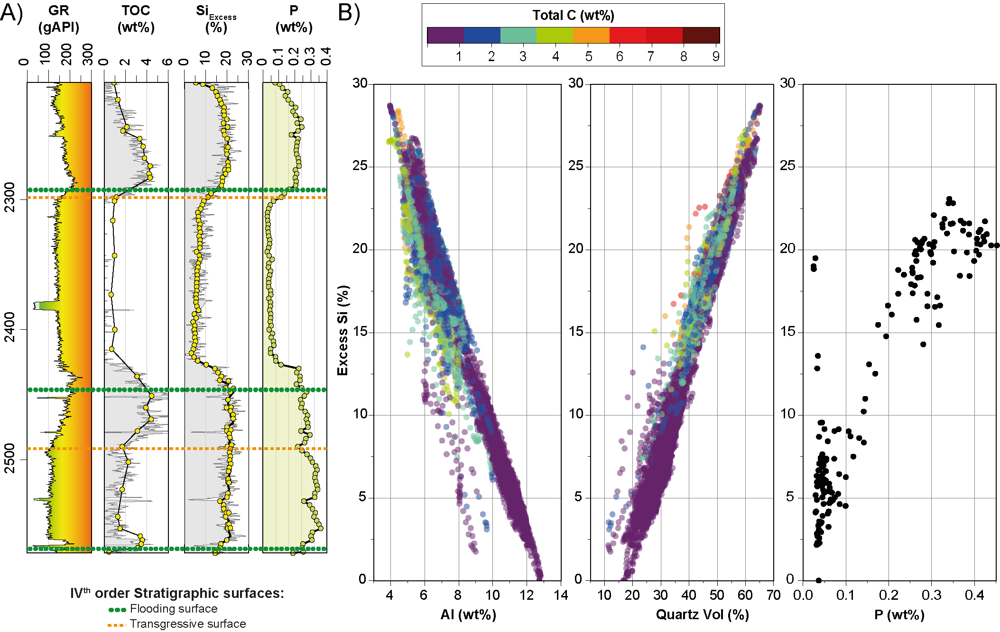 A)
GR
(gAPI)
TOC
(wt%)
SiExcess
(%)
P
(wt%)
0 100 200 300
0 2 4 6
0 10 20 30
0 0.1 0.2 0.3 0.4
2300
2400
2500
IVth order Stratigraphic surfaces:
Flooding surface
Transgressive surface
B)
Total C (wt%)
1 2 3 4 5 6 7 8 9
Excess Si (%)
30
25
20
15
10
5
0
4 6 8 10 12 14
Al (wt%)
30
25
20
15
10
5
0
10 20 30 40 50 60 70
Quartz Vol (%)
30
25
20
15
10
5
0
0.0 0.1 0.2 0.3 0.4
P (wt%)